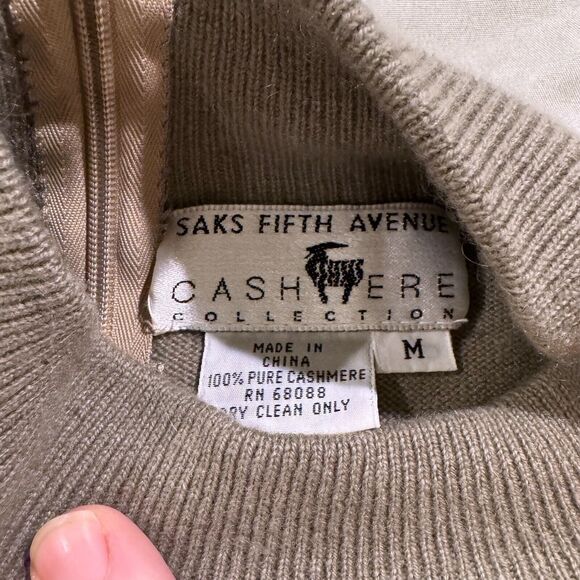 SAKS FIFTH AVENUE
CASHMERE
COLLECTION
M
MADE IN
CHINA
100% PURE CASHMERE
RN 68088
DRY CLEAN ONLY